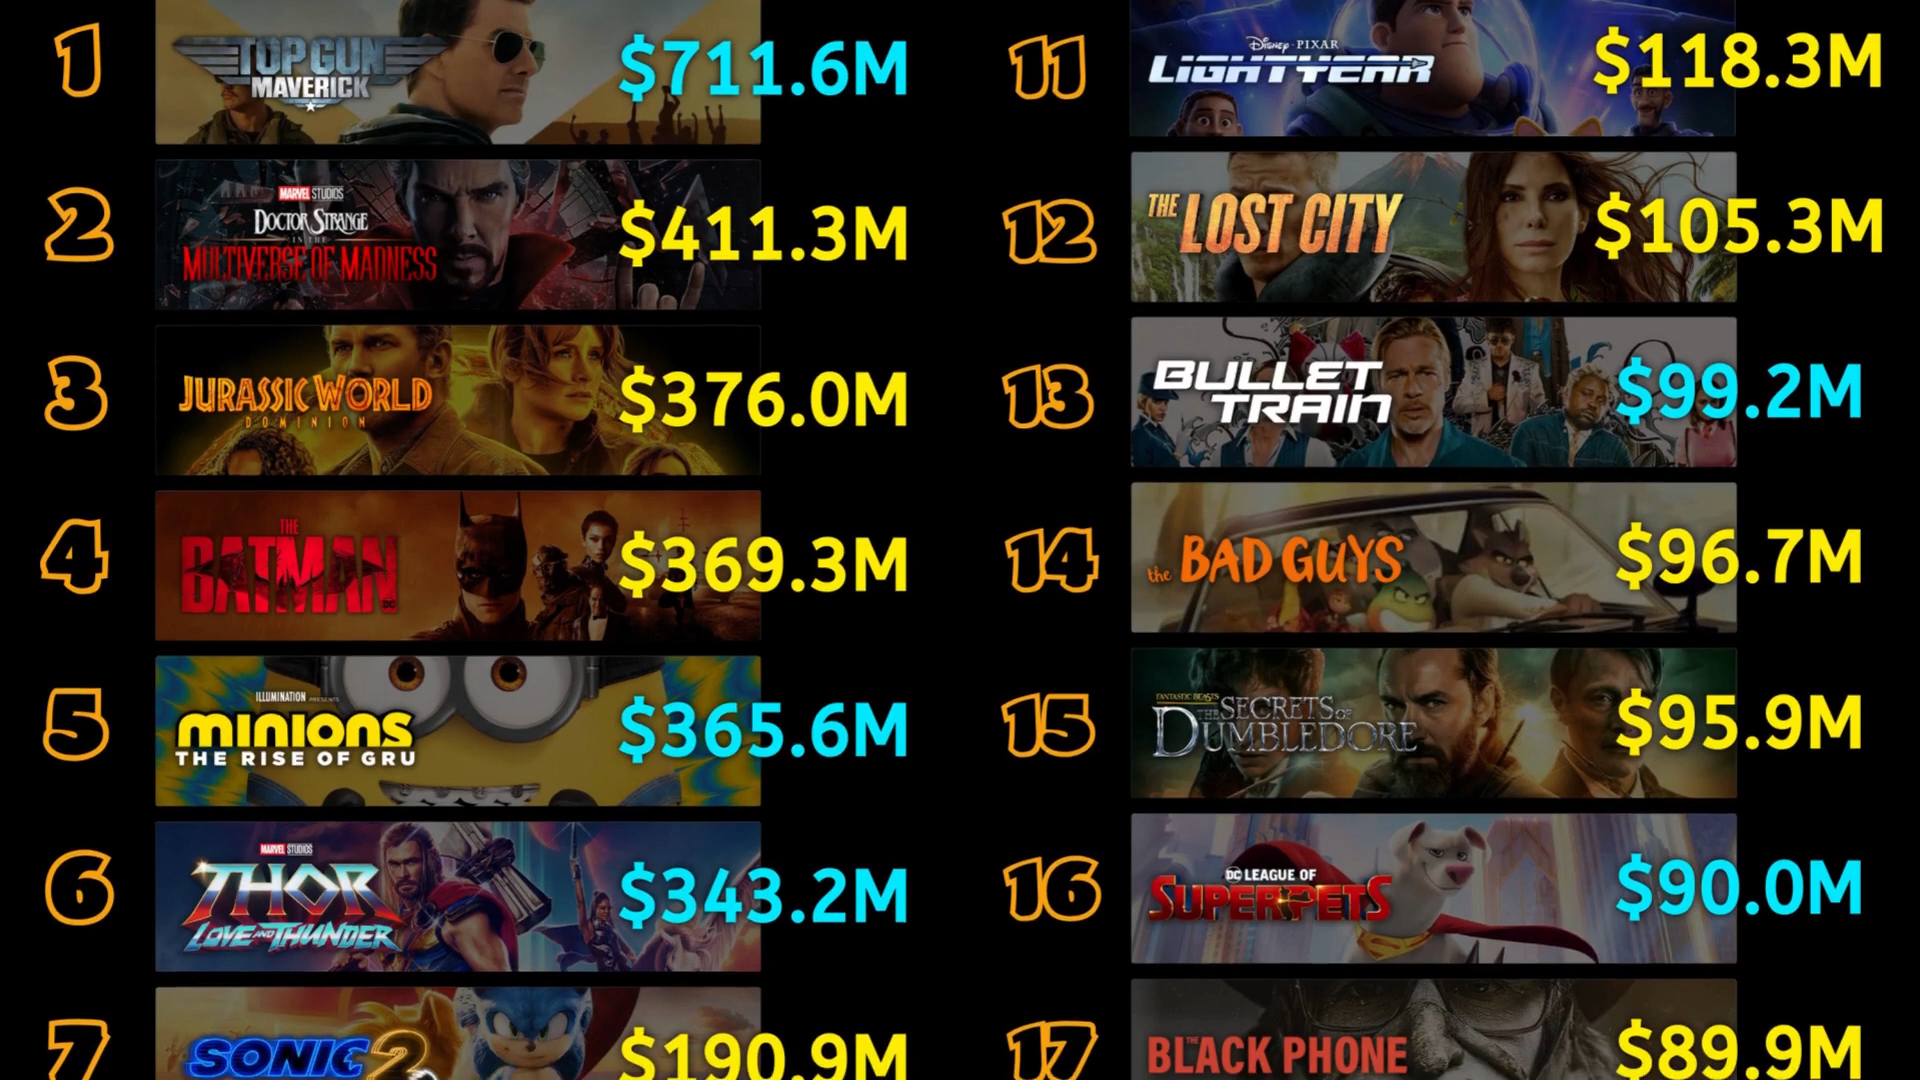 1
TOP GUN
MAVERICK
$711.6M
2
MARVEL STUDIOS
DOCTOR STRANGE
IN THE
MULTIVERSE OF MADNESS
$411.3M
3
JURASSIC WORLD
DOMINION
$376.0M
4
THE
BATMAN
DC
$369.3M
5
ILLUMINATION PRESENTS
MINIONS
THE RISE OF GRU
$365.6M
6
MARVEL STUDIOS
THOR
LOVE AND THUNDER
$343.2M
7
SONIC 2
$190.9M
11
Disney · PIXAR
LIGHTYEAR
$118.3M
12
THE LOST CITY
$105.3M
13
BULLET
TRAIN
$99.2M
14
the BAD GUYS
$96.7M
15
FANTASTIC BEASTS
THE SECRETS OF
DUMBLEDORE
$95.9M
16
DC LEAGUE OF
SUPER-PETS
$90.0M
17
THE BLACK PHONE
$89.9M